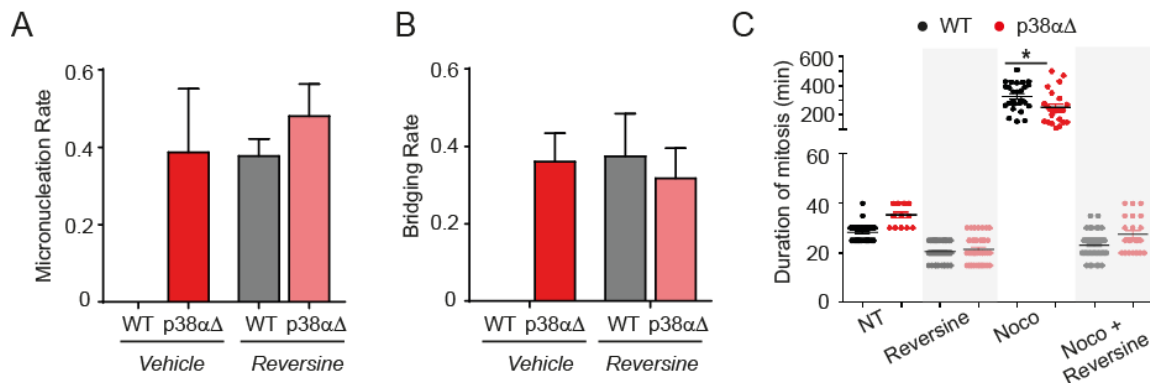 A
Micronucleation Rate
0.6
0.4
0.2
0
WT p38αΔ WT p38αΔ
Vehicle Reversine
B
Bridging Rate
0.6
0.4
0.2
0
WT p38αΔ WT p38αΔ
Vehicle Reversine
C
● WT ● p38αΔ
Duration of mitosis (min)
600
400
200
60
40
20
0
*
NT
Reversine
Noco
Noco +
Reversine